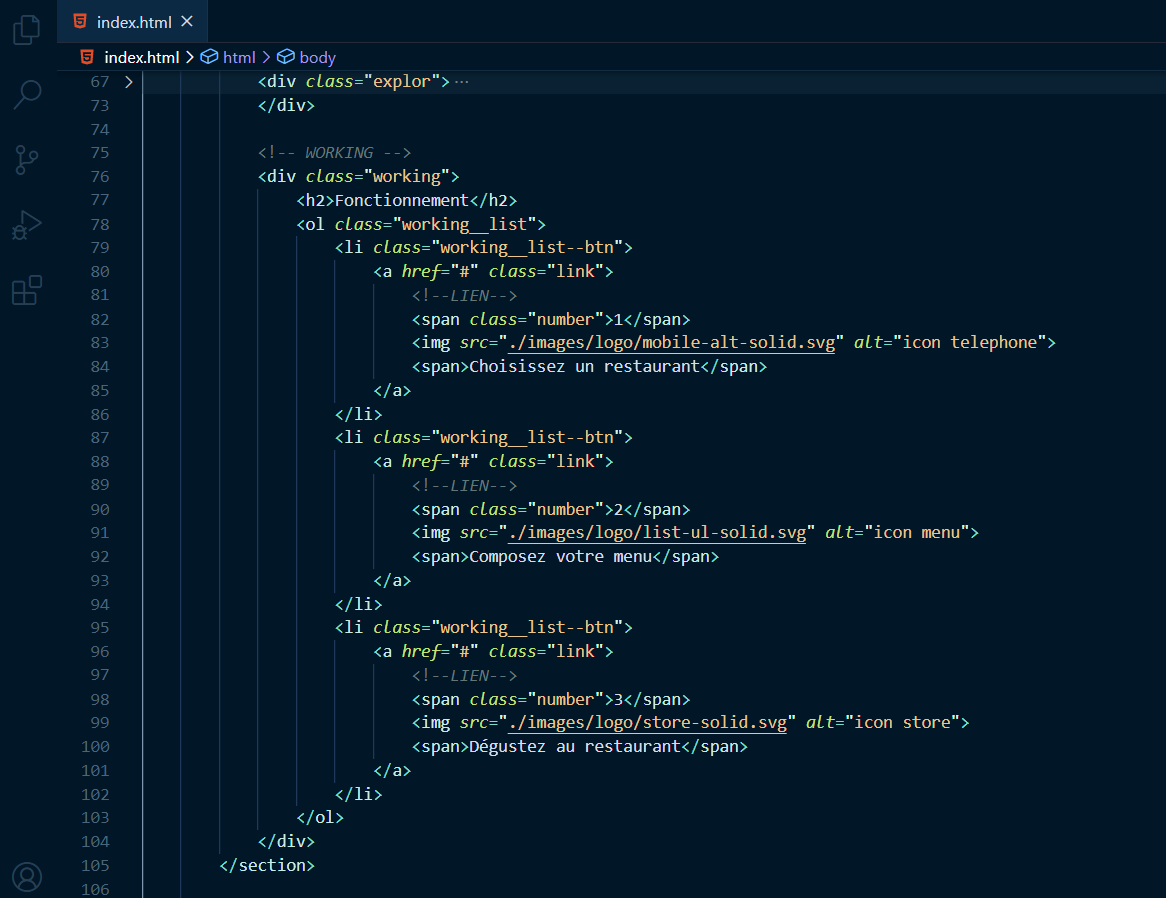 index.html
index.html > html > body
67 <div class="explor">···
73 </div>
74
75 <!-- WORKING -->
76 <div class="working">
77 <h2>Fonctionnement</h2>
78 <ol class="working__list">
79 <li class="working__list--btn">
80 <a href="#" class="link">
81 <!--LIEN-->
82 <span class="number">1</span>
83 <img src="./images/logo/mobile-alt-solid.svg" alt="icon telephone">
84 <span>Choisissez un restaurant</span>
85 </a>
86 </li>
87 <li class="working__list--btn">
88 <a href="#" class="link">
89 <!--LIEN-->
90 <span class="number">2</span>
91 <img src="./images/logo/list-ul-solid.svg" alt="icon menu">
92 <span>Composez votre menu</span>
93 </a>
94 </li>
95 <li class="working__list--btn">
96 <a href="#" class="link">
97 <!--LIEN-->
98 <span class="number">3</span>
99 <img src="./images/logo/store-solid.svg" alt="icon store">
100 <span>Dégustez au restaurant</span>
101 </a>
102 </li>
103 </ol>
104 </div>
105 </section>
106